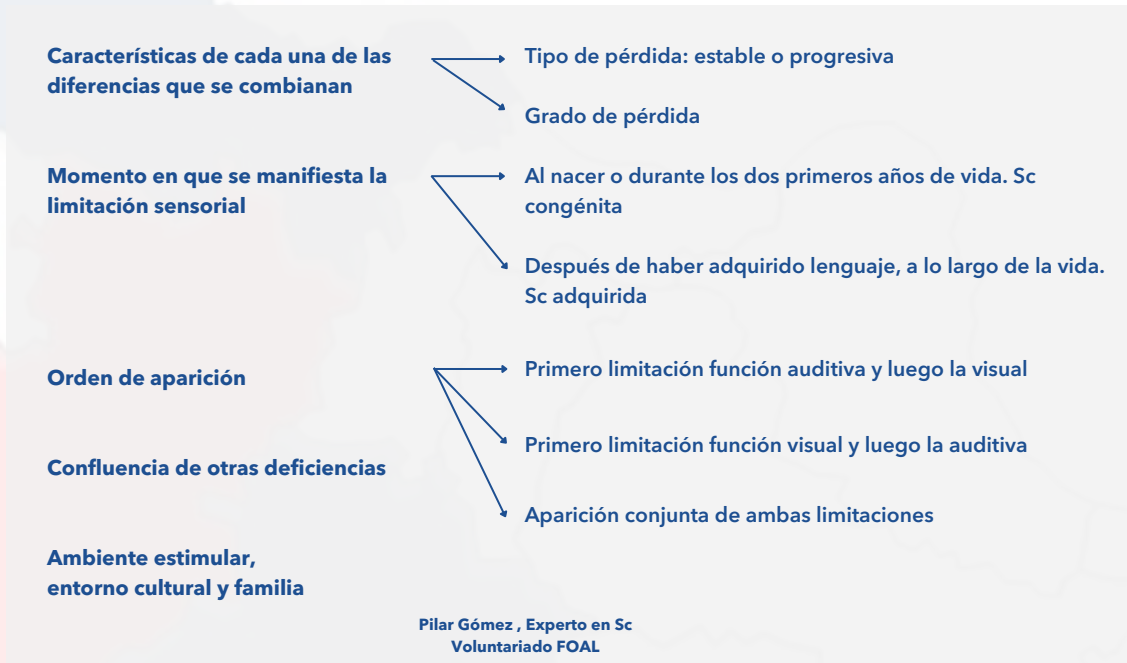 Características de cada una de las
diferencias que se combianan
Tipo de pérdida: estable o progresiva
Grado de pérdida
Momento en que se manifiesta la
limitación sensorial
Al nacer o durante los dos primeros años de vida. Sc
congénita
Después de haber adquirido lenguaje, a lo largo de la vida.
Sc adquirida
Orden de aparición
Primero limitación función auditiva y luego la visual
Primero limitación función visual y luego la auditiva
Aparición conjunta de ambas limitaciones
Confluencia de otras deficiencias
Ambiente estimular,
entorno cultural y familia
Pilar Gómez , Experto en Sc
Voluntariado FOAL